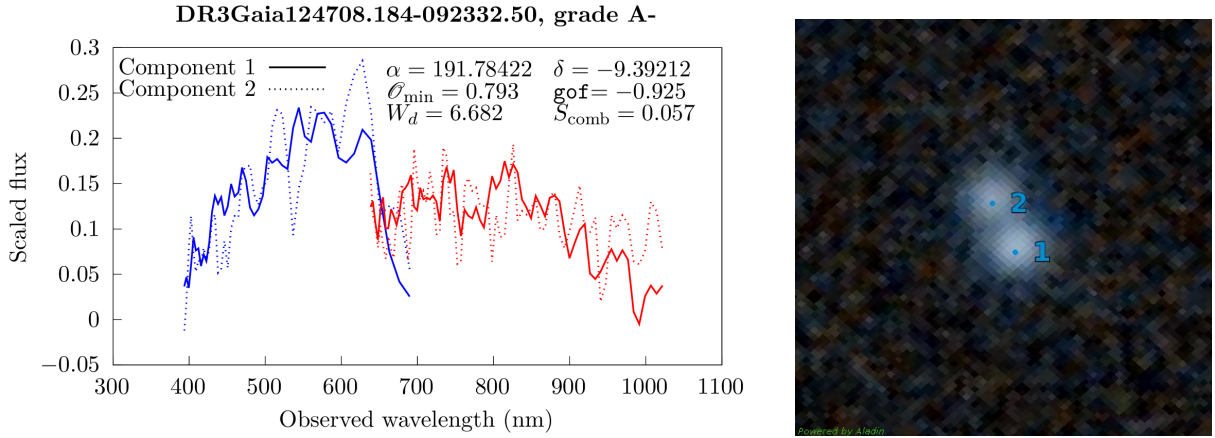 DR3Gaia124708.184-092332.50, grade A-
Component 1
Component 2
α = 191.78422 δ = −9.39212
𝒪min = 0.793 gof= −0.925
Wd = 6.682 Scomb = 0.057
Scaled flux
0.3
0.25
0.2
0.15
0.1
0.05
0
−0.05
300 400 500 600 700 800 900 1000 1100
Observed wavelength (nm)
2
1
Powered by Aladin